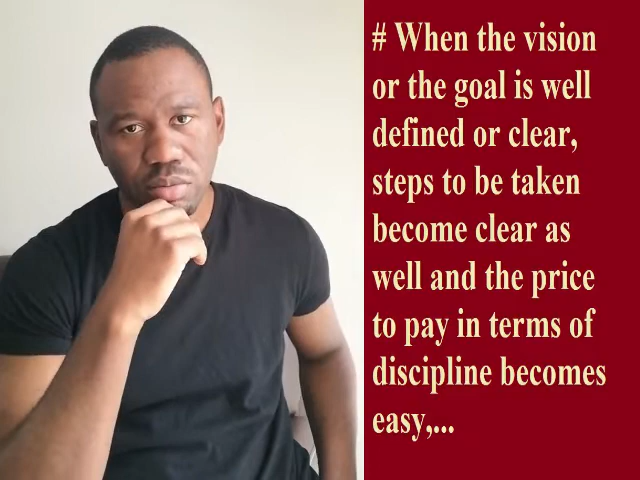 # When the vision
or the goal is well
defined or clear,
steps to be taken
become clear as
well and the price
to pay in terms of
discipline becomes
easy,...